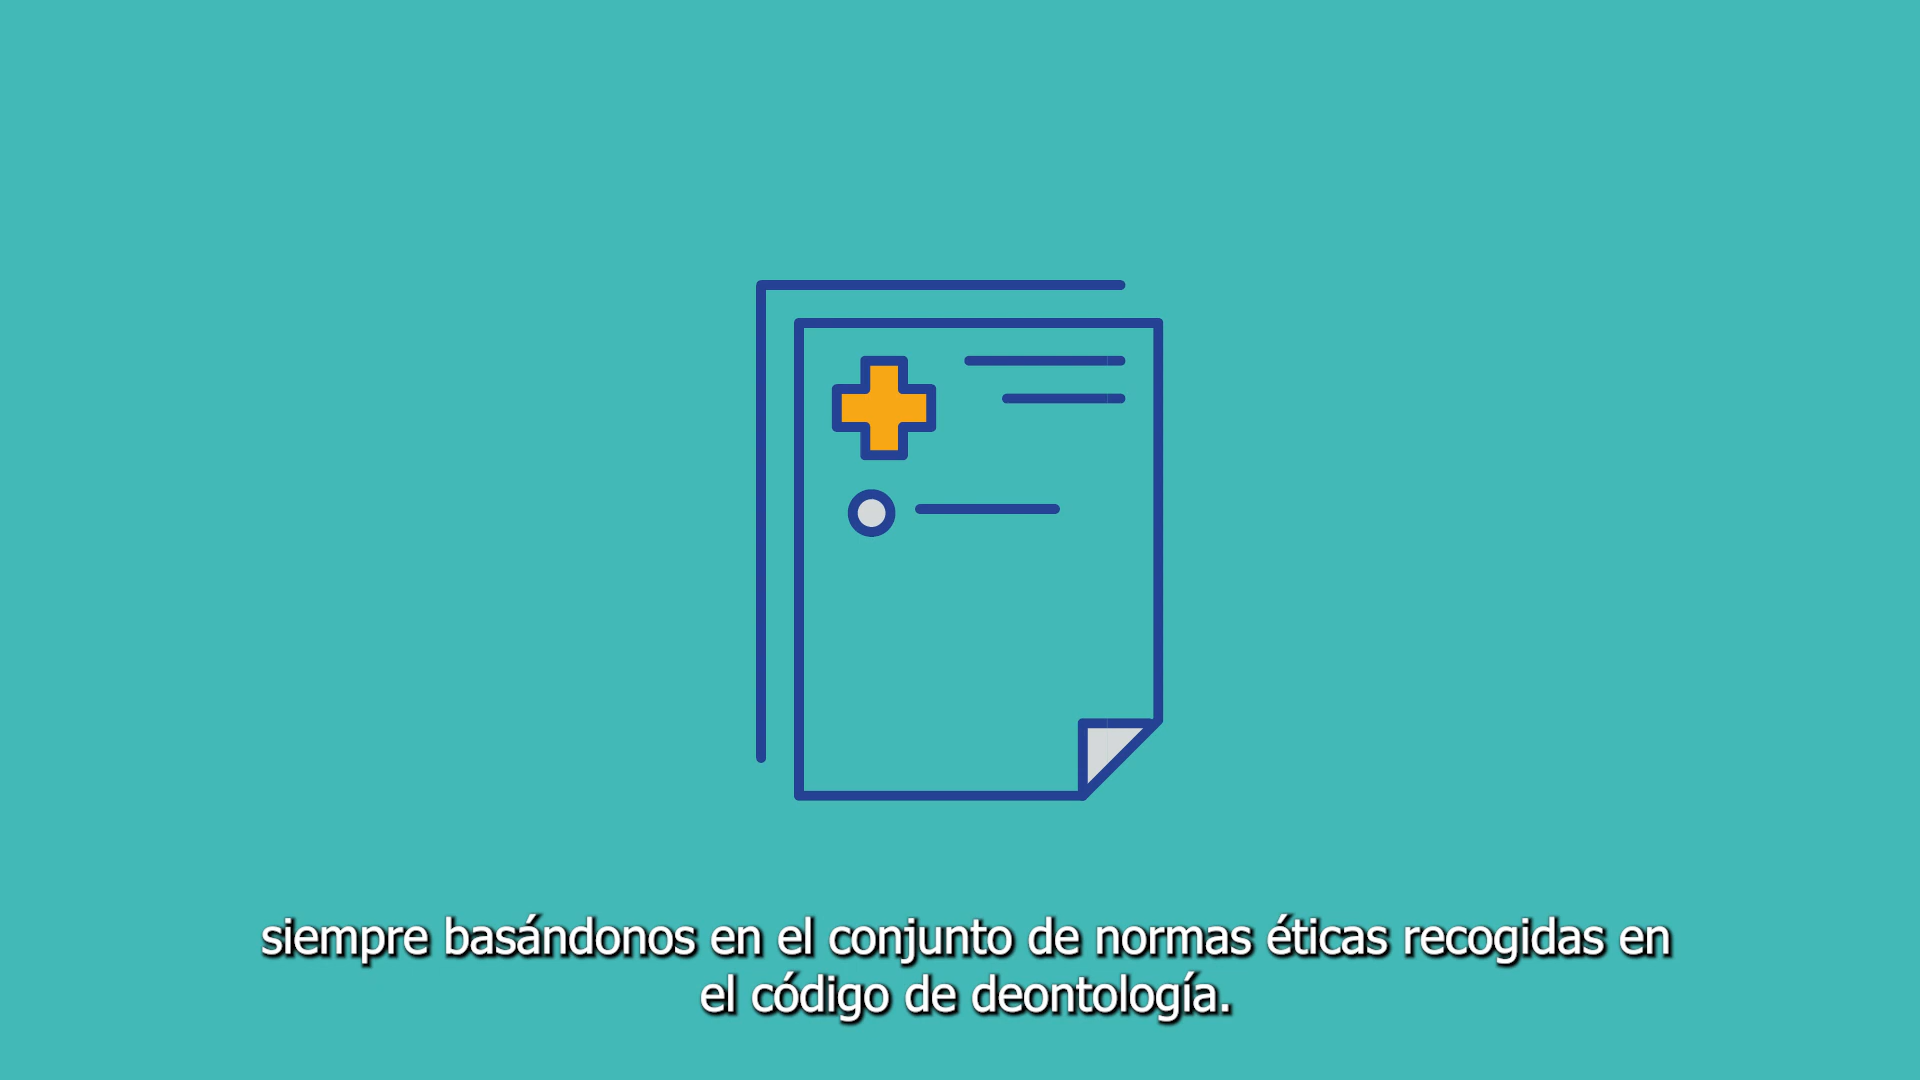 siempre basándonos en el conjunto de normas éticas recogidas en
el código de deontología.